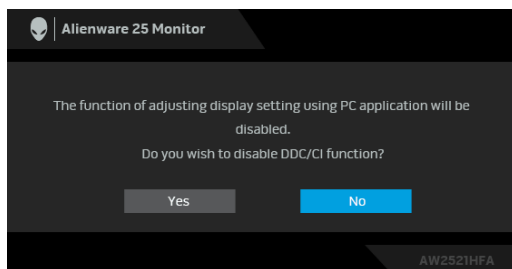 Alienware 25 Monitor
The function of adjusting display setting using PC application will be
disabled.
Do you wish to disable DDC/CI function?
Yes
No
AW2521HFA